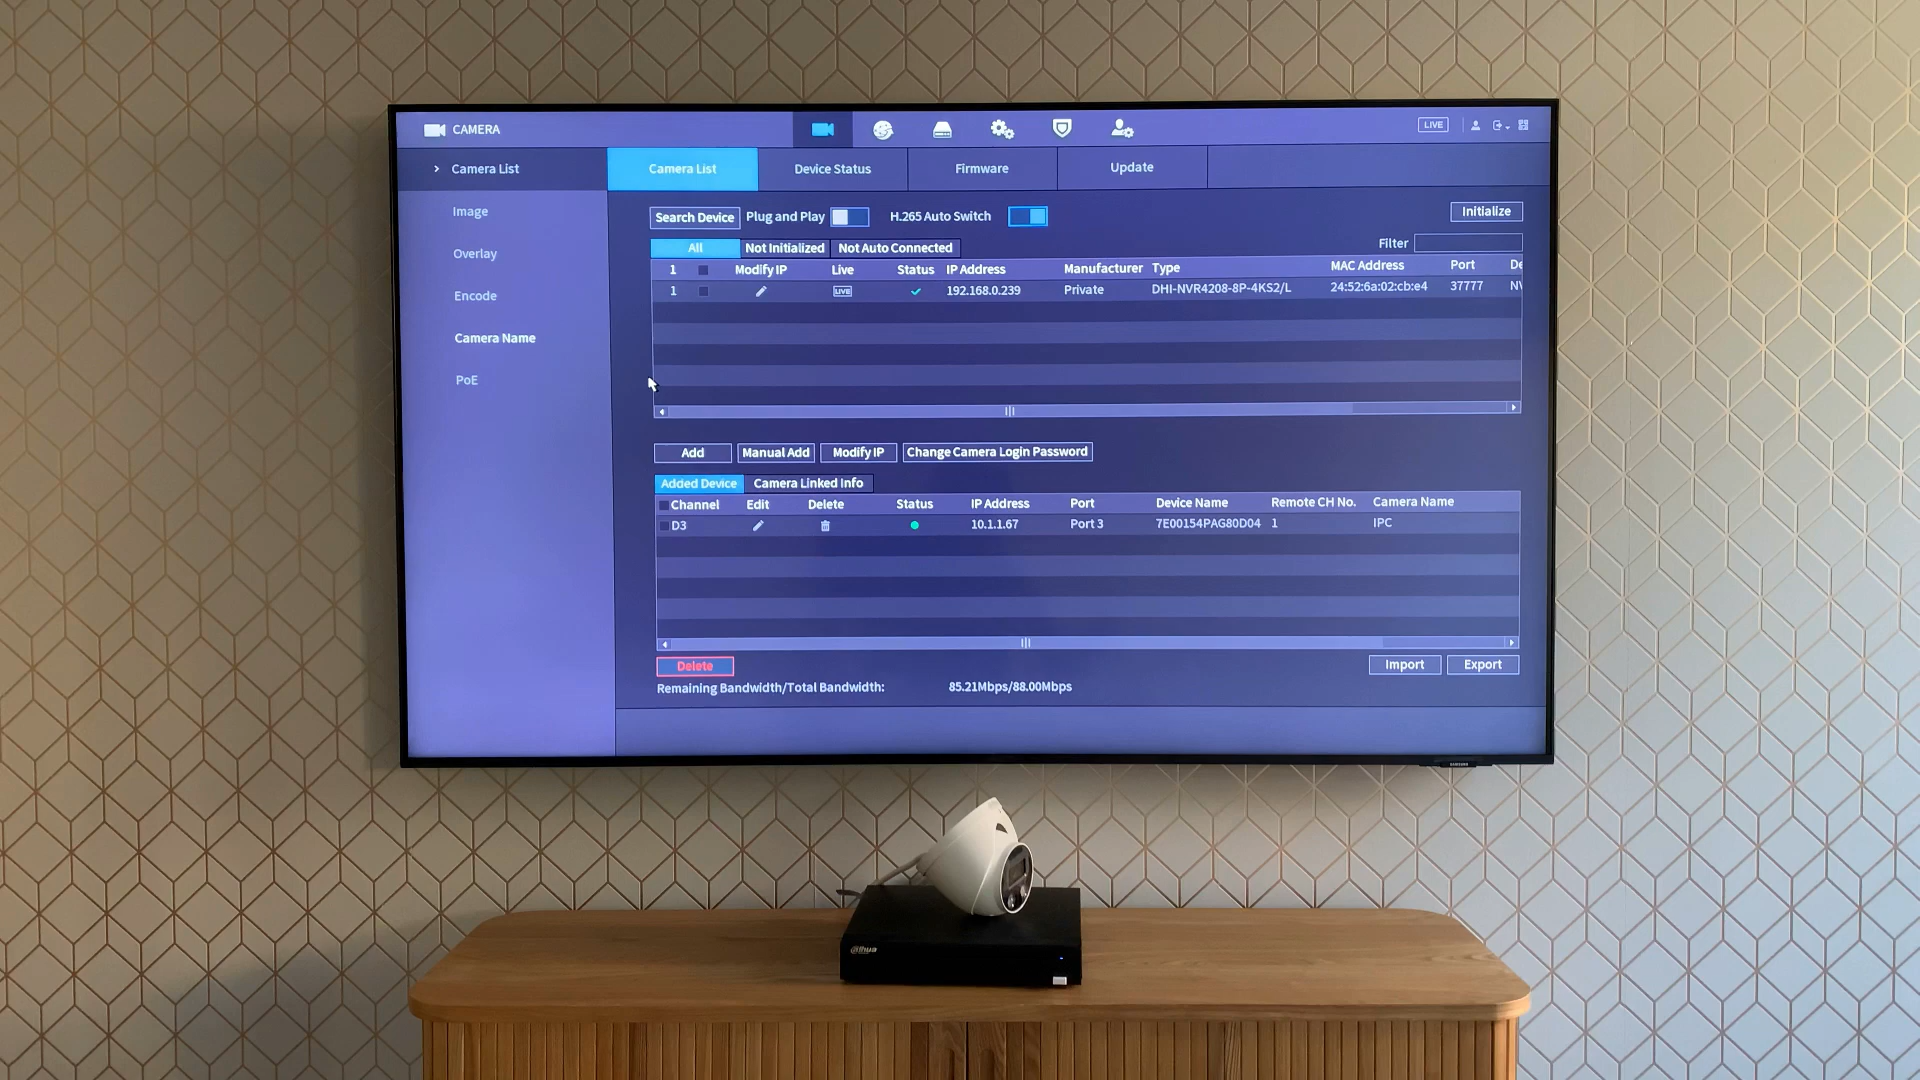 CAMERA
LIVE
Camera List
Image
Overlay
Encode
Camera Name
PoE
Camera List Device Status Firmware Update
Search Device Plug and Play H.265 Auto Switch Initialize
All Not Initialized Not Auto Connected Filter
1 Modify IP Live Status IP Address Manufacturer Type MAC Address Port De
1 LIVE 192.168.0.239 Private DHI-NVR4208-8P-4KS2/L 24:52:6a:02:cb:e4 37777 NV
Add Manual Add Modify IP Change Camera Login Password
Added Device Camera Linked Info
Channel Edit Delete Status IP Address Port Device Name Remote CH No. Camera Name
D3 10.1.1.67 Port 3 7E00154PAG80D04 1 IPC
Delete Import Export
Remaining Bandwidth/Total Bandwidth: 85.21Mbps/88.00Mbps
SAMSUNG
alhua